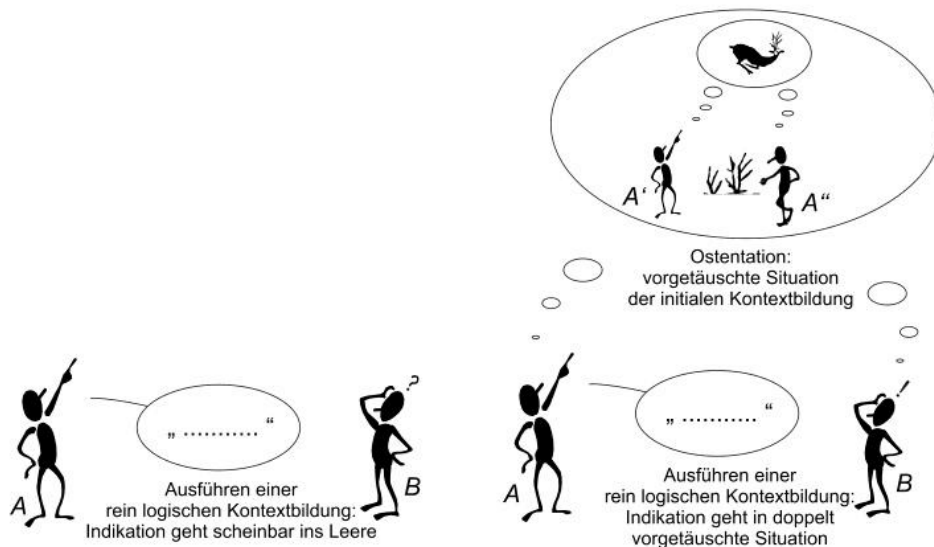 A
„ ........... “
?
B
Ausführen einer
rein logischen Kontextbildung:
Indikation geht scheinbar ins Leere
A‘
A“
Ostentation:
vorgetäuschte Situation
der initialen Kontextbildung
A
„ ........... “
!
B
Ausführen einer
rein logischen Kontextbildung:
Indikation geht in doppelt
vorgetäuschte Situation